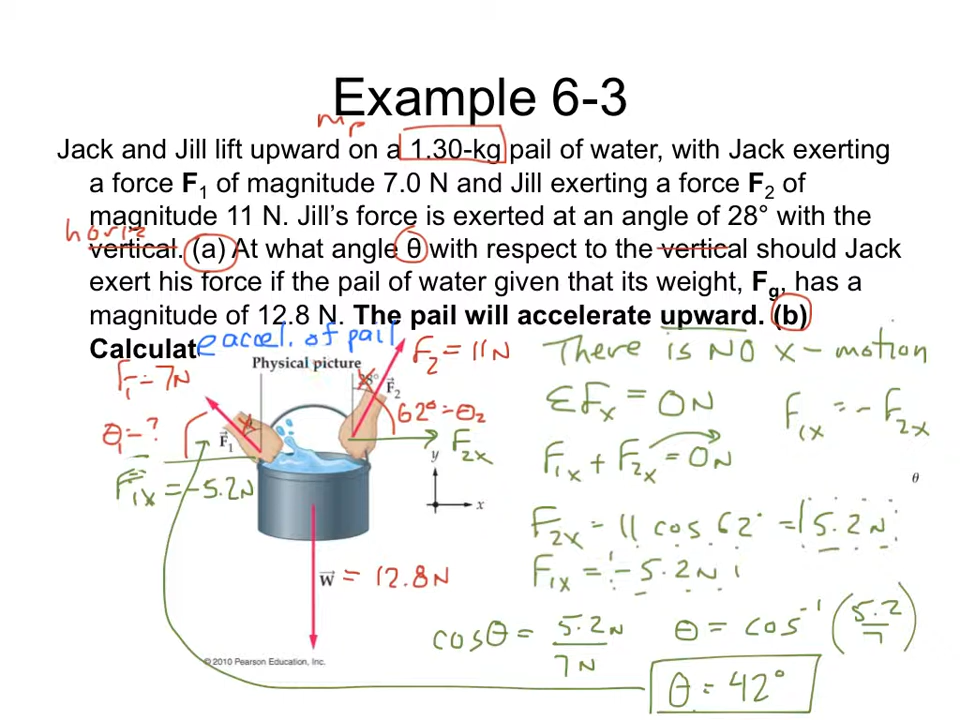 Example 6-3
m p
Jack and Jill lift upward on a 1.30-kg pail of water, with Jack exerting
a force F1 of magnitude 7.0 N and Jill exerting a force F2 of
magnitude 11 N. Jill's force is exerted at an angle of 28° with the
horiz
vertical. (a) At what angle θ with respect to the vertical should Jack
exert his force if the pail of water given that its weight, Fg, has a
magnitude of 12.8 N. The pail will accelerate upward. (b)
Calculate accel. of pail
Physical picture
F1 = 7N
F2 = 11N
There is NO x-motion
F2
θ1 = ?
62° = θ2
ΣFx = 0N
F1x = -F2x
F1
F2x
F1x = -5.2N
y
x
F1x + F2x = 0N
θ
F2x = 11 cos 62° = 5.2N
F1x = -5.2N
W = 12.8N
cosθ = 5.2N / 7N
θ = cos⁻¹ (5.2/7)
© 2010 Pearson Education, Inc.
θ = 42°